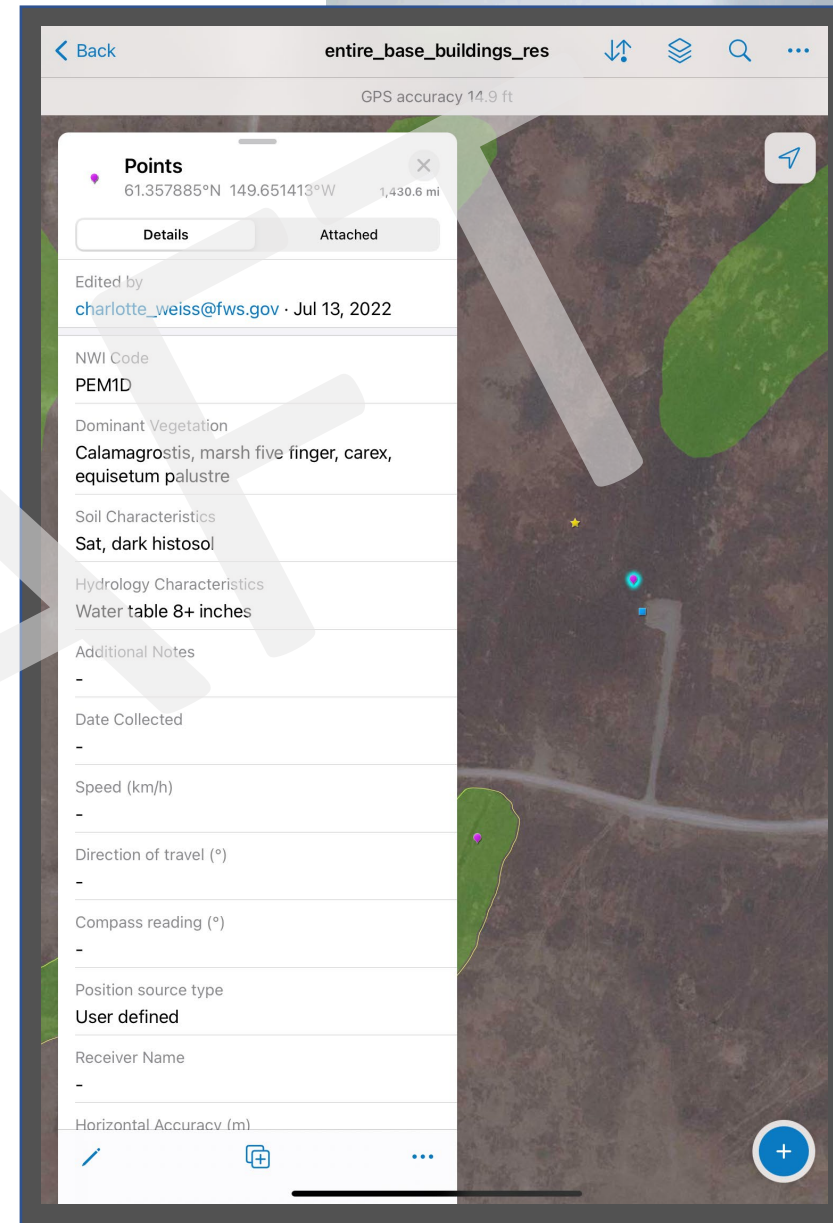 Back
entire_base_buildings_res
GPS accuracy 14.9 ft
Points
61.357885°N 149.651413°W
1,430.6 mi
Details
Attached
Edited by
charlotte_weiss@fws.gov · Jul 13, 2022
NWI Code
PEM1D
Dominant Vegetation
Calamagrostis, marsh five finger, carex,
equisetum palustre
Soil Characteristics
Sat, dark histosol
Hydrology Characteristics
Water table 8+ inches
Additional Notes
-
Date Collected
-
Speed (km/h)
-
Direction of travel (°)
-
Compass reading (°)
-
Position source type
User defined
Receiver Name
-
Horizontal Accuracy (m)